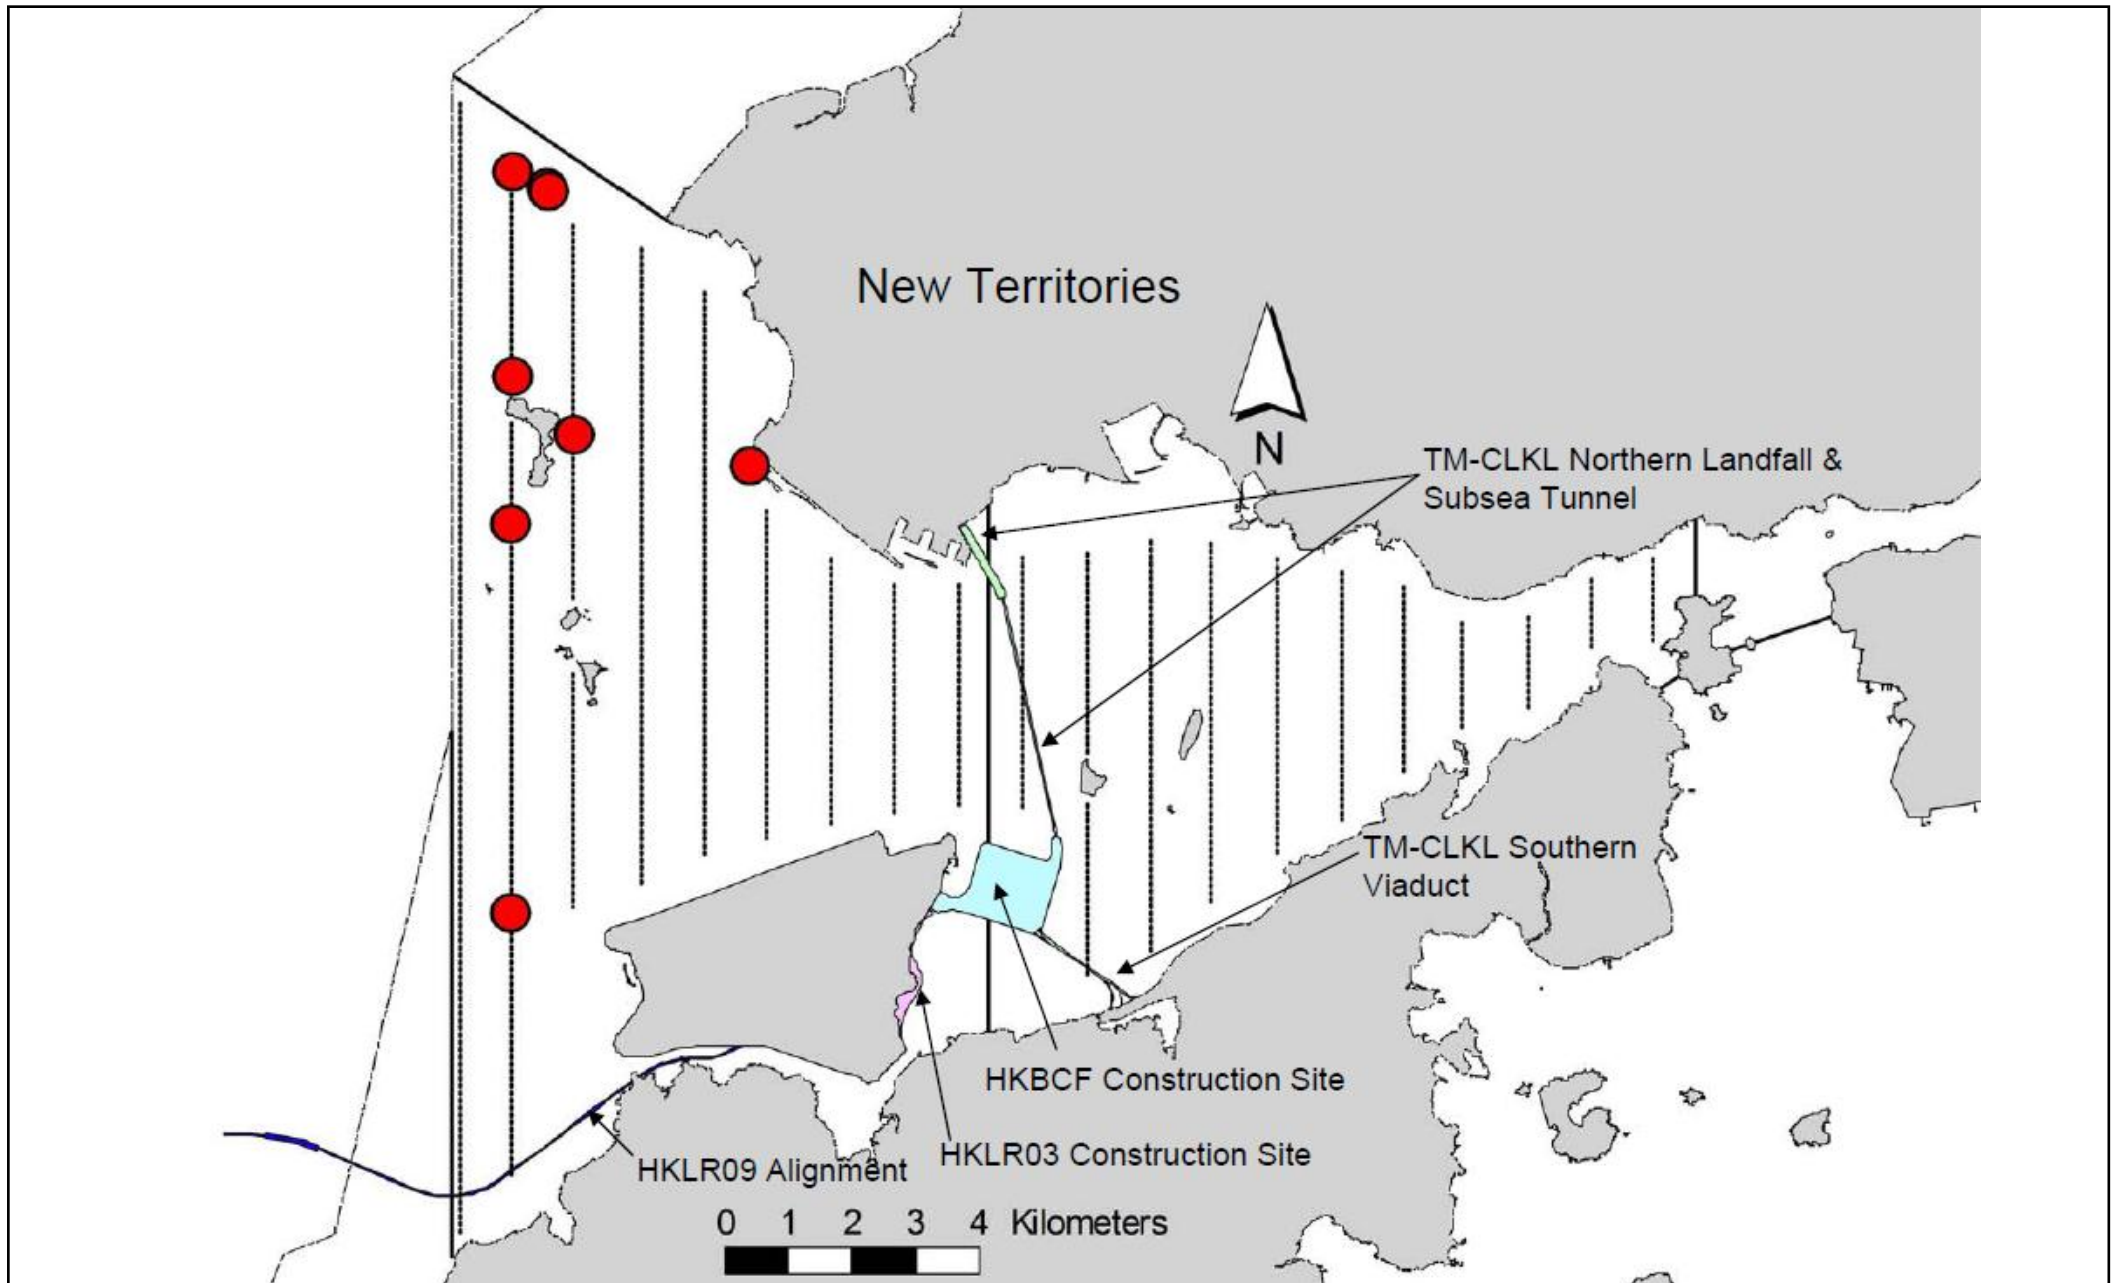 New Territories
N
TM-CLKL Northern Landfall &
Subsea Tunnel
TM-CLKL Southern
Viaduct
HKBCF Construction Site
HKLR03 Construction Site
HKLR09 Alignment
0 1 2 3 4 Kilometers